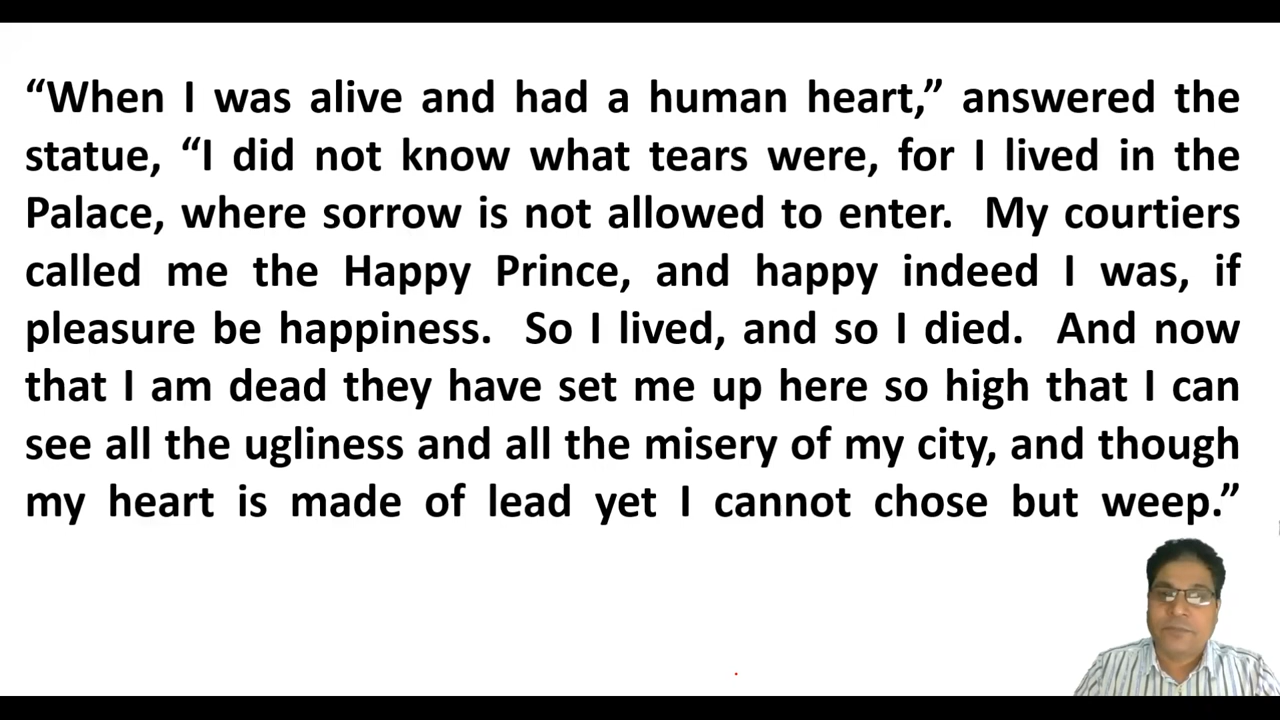 “When I was alive and had a human heart,” answered the
statue, “I did not know what tears were, for I lived in the
Palace, where sorrow is not allowed to enter.  My courtiers
called me the Happy Prince, and happy indeed I was, if
pleasure be happiness.  So I lived, and so I died.  And now
that I am dead they have set me up here so high that I can
see all the ugliness and all the misery of my city, and though
my heart is made of lead yet I cannot chose but weep.”